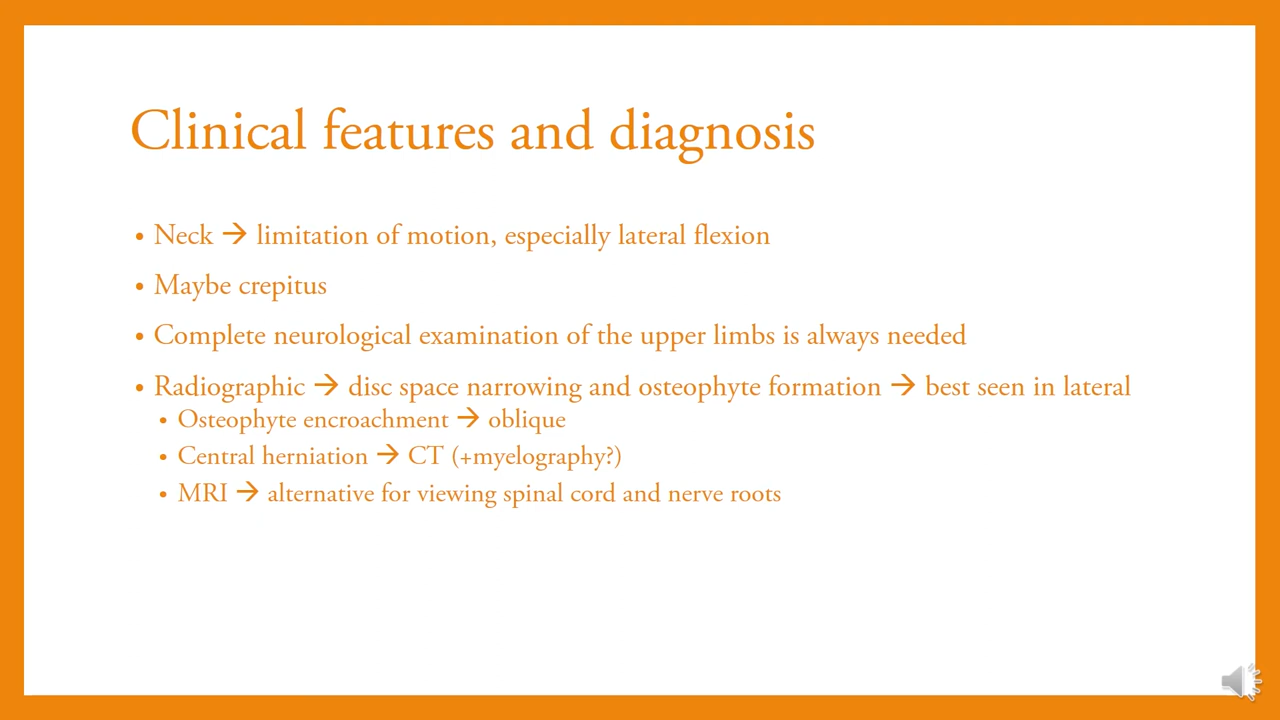 Clinical features and diagnosis
• Neck → limitation of motion, especially lateral flexion
• Maybe crepitus
• Complete neurological examination of the upper limbs is always needed
• Radiographic → disc space narrowing and osteophyte formation → best seen in lateral
• Osteophyte encroachment → oblique
• Central herniation → CT (+myelography?)
• MRI → alternative for viewing spinal cord and nerve roots